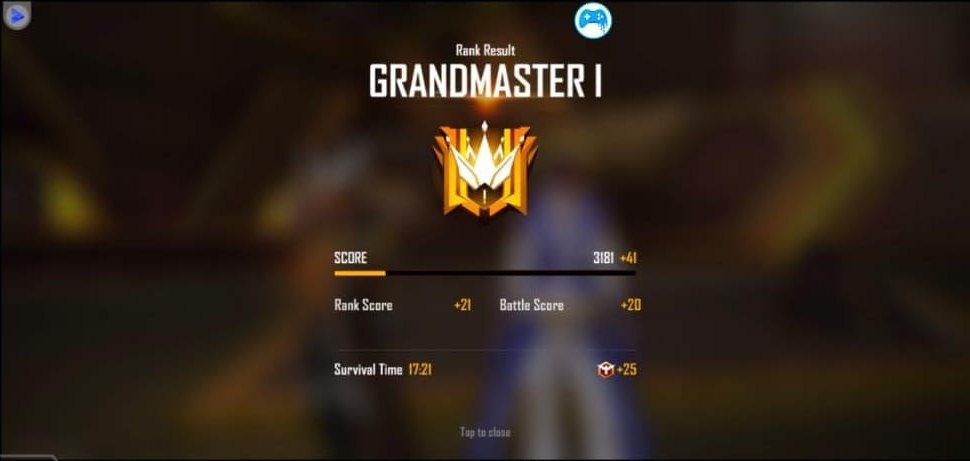 Rank Result
GRANDMASTER I
SCORE 3181 +41
Rank Score +21 Battle Score +20
Survival Time 17:21 +25
Tap to close